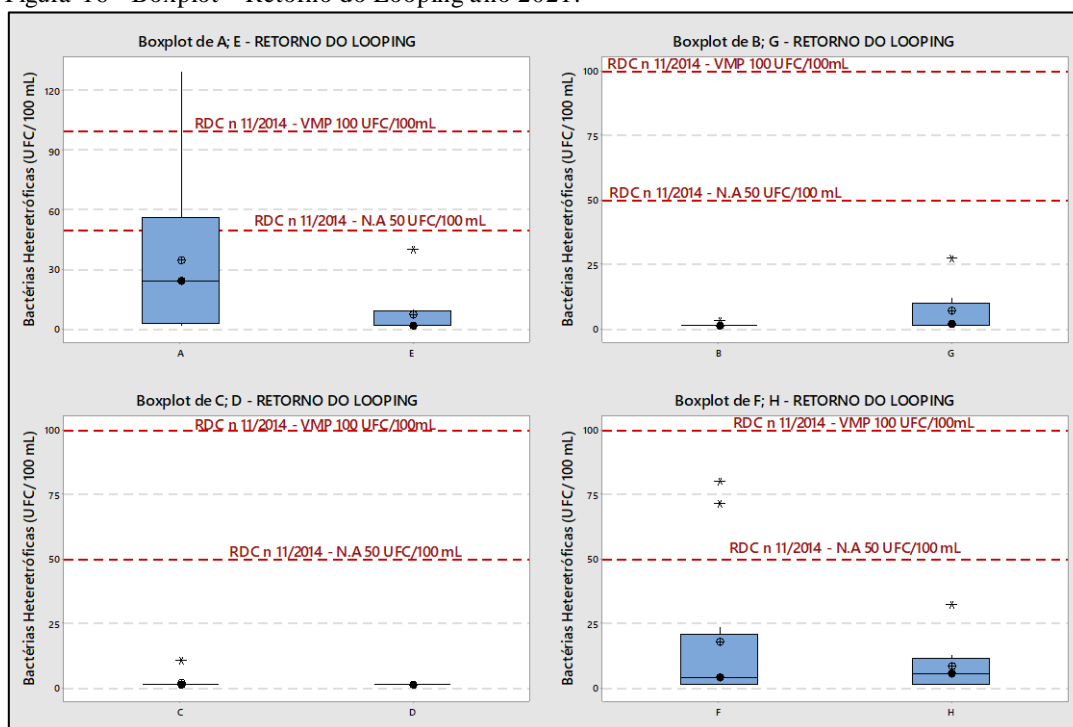 Figura - Boxplot – Retorno do Looping ano 2021.
Boxplot de A; E - RETORNO DO LOOPING
Bactérias Heteretróficas (UFC/ 100 mL)
120
90
60
30
0
RDC n 11/2014 - VMP 100 UFC/100mL
RDC n 11/2014 - N.A 50 UFC/100 mL
A
E
Boxplot de B; G - RETORNO DO LOOPING
Bactérias Heteretróficas (UFC/ 100 mL)
100
75
50
25
0
RDC n 11/2014 - VMP 100 UFC/100mL
RDC n 11/2014 - N.A 50 UFC/100 mL
B
G
Boxplot de C; D - RETORNO DO LOOPING
Bactérias Heteretróficas (UFC/ 100 mL)
100
75
50
25
0
RDC n 11/2014 - VMP 100 UFC/100mL
RDC n 11/2014 - N.A 50 UFC/100 mL
C
D
Boxplot de F; H - RETORNO DO LOOPING
Bactérias Heteretróficas (UFC/ 100 mL)
100
75
50
25
0
RDC n 11/2014 - VMP 100 UFC/100mL
RDC n 11/2014 - N.A 50 UFC/100 mL
F
H